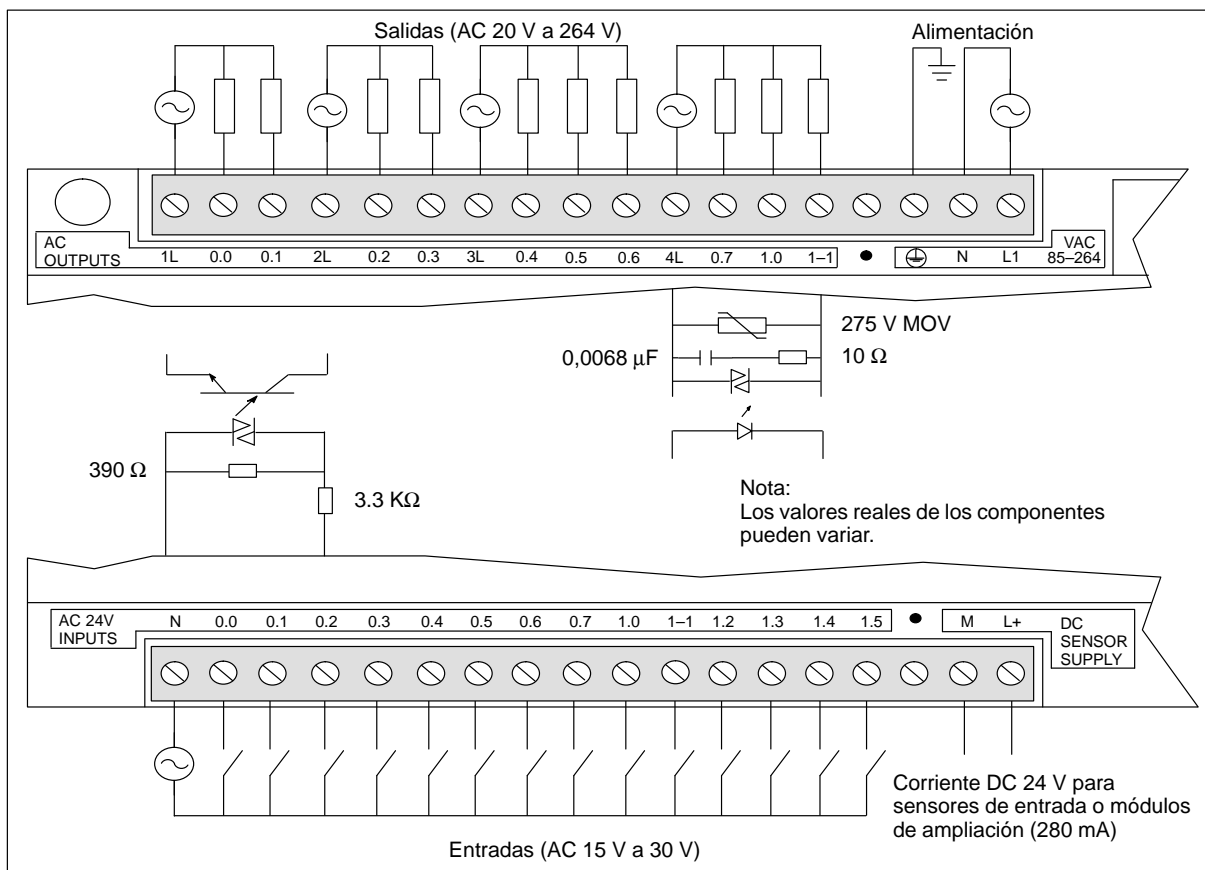 Salidas (AC 20 V a 264 V)
Alimentación
AC
OUTPUTS
1L 0.0 0.1 2L 0.2 0.3 3L 0.4 0.5 0.6 4L 0.7 1.0 1–1 N L1
VAC
85–264
275 V MOV
0,0068 µF
10 Ω
390 Ω
3.3 KΩ
Nota:
Los valores reales de los componentes
pueden variar.
AC 24V
INPUTS
N 0.0 0.1 0.2 0.3 0.4 0.5 0.6 0.7 1.0 1–1 1.2 1.3 1.4 1.5 M L+
DC
SENSOR
SUPPLY
Corriente DC 24 V para
sensores de entrada o módulos
de ampliación (280 mA)
Entradas (AC 15 V a 30 V)